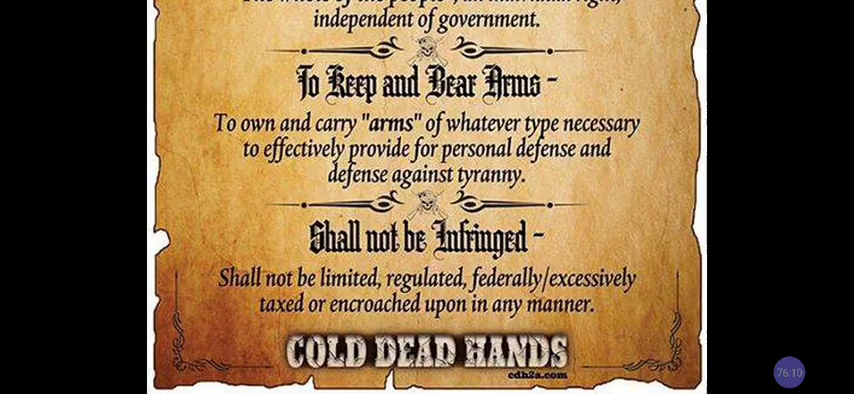 independent of government.
To Keep and Bear Arms -
To own and carry "arms" of whatever type necessary
to effectively provide for personal defense and
defense against tyranny.
Shall not be Infringed -
Shall not be limited, regulated, federally/excessively
taxed or encroached upon in any manner.
COLD DEAD HANDS
cdh2a.com
76:10